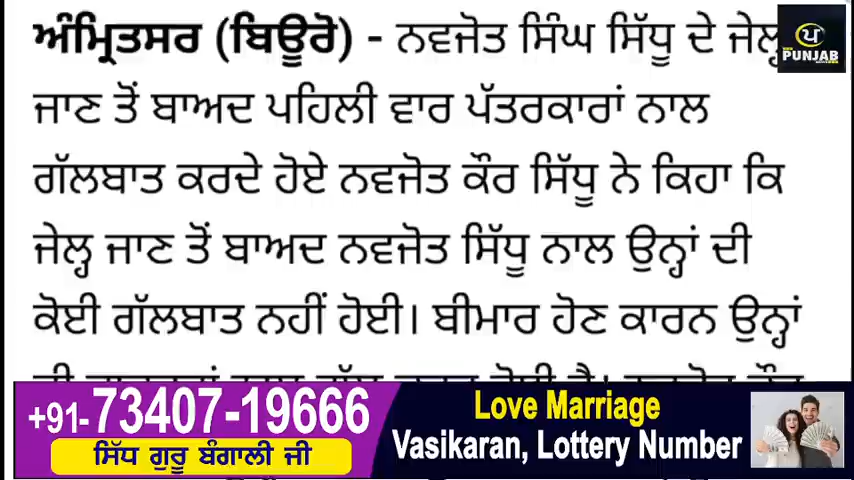 ਅੰਮ੍ਰਿਤਸਰ (ਬਿਊਰੋ) - ਨਵਜੋਤ ਸਿੰਘ ਸਿੱਧੂ ਦੇ ਜੇਲ੍ਹ
ਪ
PUNJAB
ਜਾਣ ਤੋਂ ਬਾਅਦ ਪਹਿਲੀ ਵਾਰ ਪੱਤਰਕਾਰਾਂ ਨਾਲ
ਗੱਲਬਾਤ ਕਰਦੇ ਹੋਏ ਨਵਜੋਤ ਕੌਰ ਸਿੱਧੂ ਨੇ ਕਿਹਾ ਕਿ
ਜੇਲ੍ਹ ਜਾਣ ਤੋਂ ਬਾਅਦ ਨਵਜੋਤ ਸਿੱਧੂ ਨਾਲ ਉਨ੍ਹਾਂ ਦੀ
ਕੋਈ ਗੱਲਬਾਤ ਨਹੀਂ ਹੋਈ। ਬੀਮਾਰ ਹੋਣ ਕਾਰਨ ਉਨ੍ਹਾਂ
+91-73407-19666
ਸਿੱਧ ਗੁਰੂ ਬੰਗਾਲੀ ਜੀ
Love Marriage
Vasikaran, Lottery Number